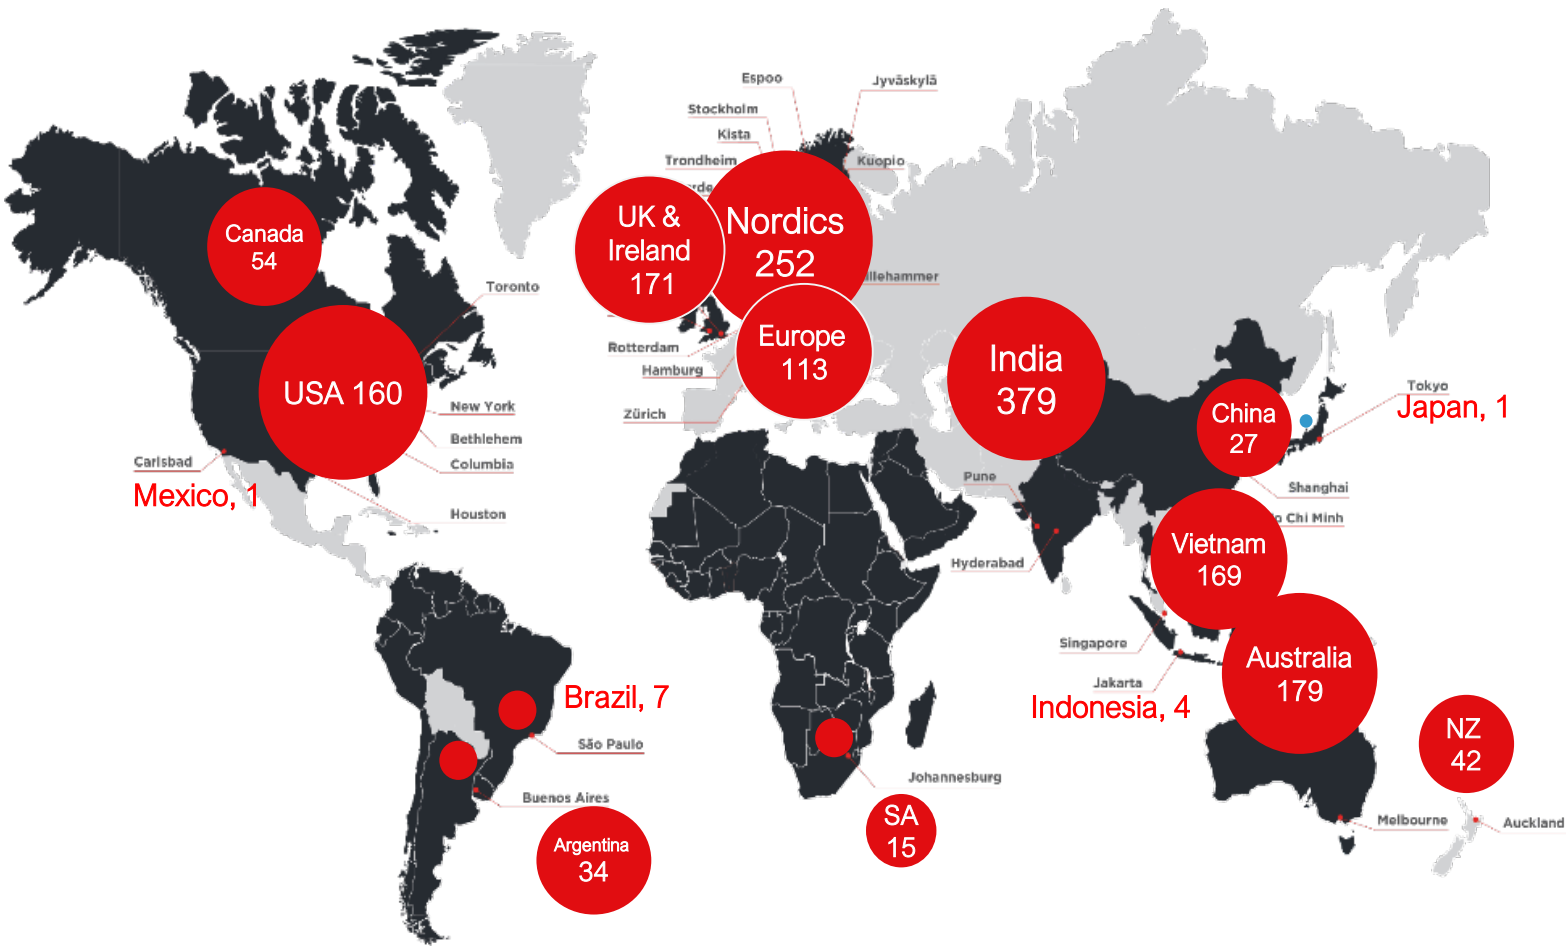 Espoo
Jyväskylä
Stockholm
Kista
Trondheim
Kuopio
UK &
Ireland
171
Nordics
252
Canada
54
Toronto
Rotterdam
Hamburg
Zürich
Europe
113
USA 160
New York
Bethlehem
Columbia
Houston
Carlsbad
Mexico, 1
India
379
China
27
Tokyo
Japan, 1
Pune
Hyderabad
Shanghai
Chi Minh
Vietnam
169
Singapore
Jakarta
Indonesia, 4
Australia
179
NZ
42
Brazil, 7
São Paulo
Buenos Aires
Argentina
34
Johannesburg
SA
15
Melbourne
Auckland